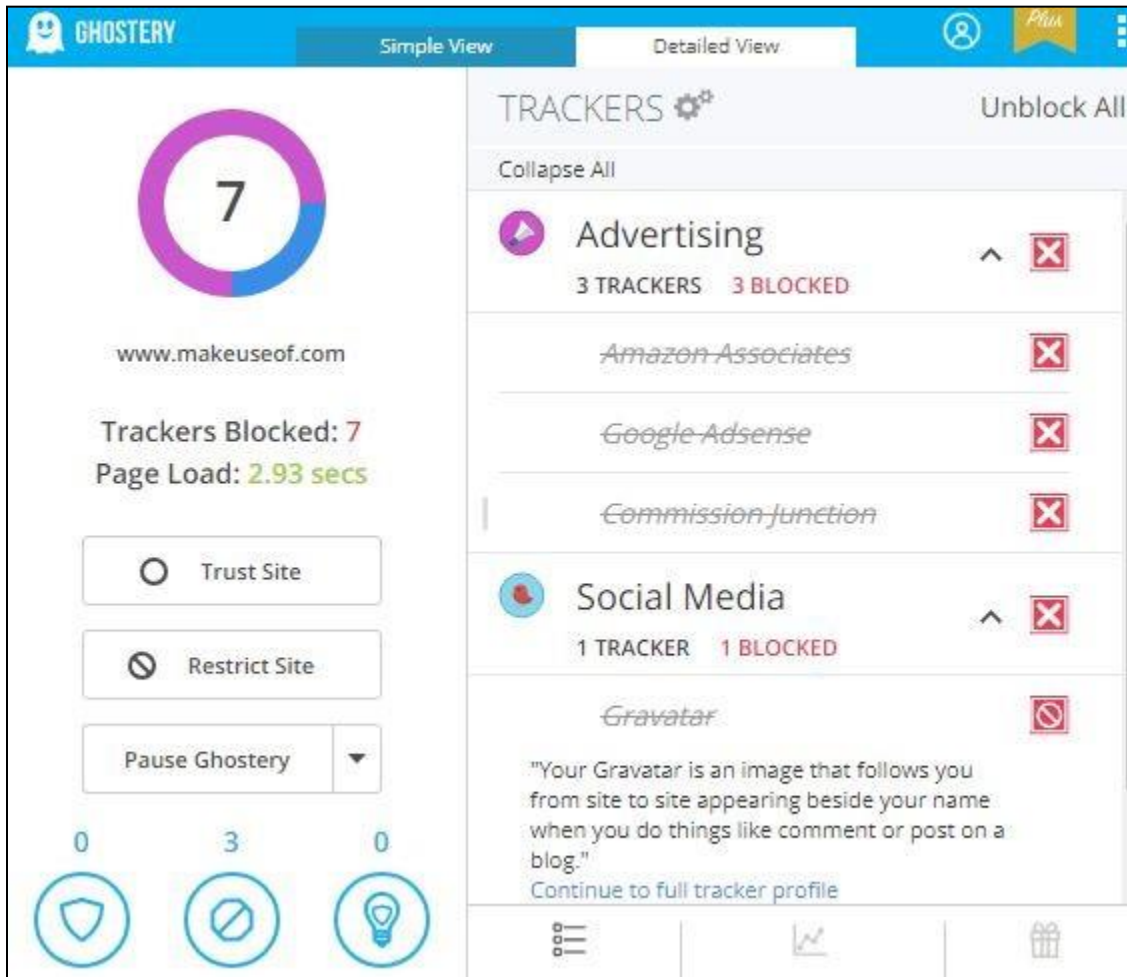 GHOSTERY
Simple View
Detailed View
Plus
7
www.makeuseof.com
Trackers Blocked: 7
Page Load: 2.93 secs
Trust Site
Restrict Site
Pause Ghostery
0 3 0
TRACKERS Unblock All
Collapse All
Advertising
3 TRACKERS 3 BLOCKED
Amazon Associates
Google Adsense
Commission Junction
Social Media
1 TRACKER 1 BLOCKED
Gravatar
"Your Gravatar is an image that follows you
from site to site appearing beside your name
when you do things like comment or post on a
blog."
Continue to full tracker profile